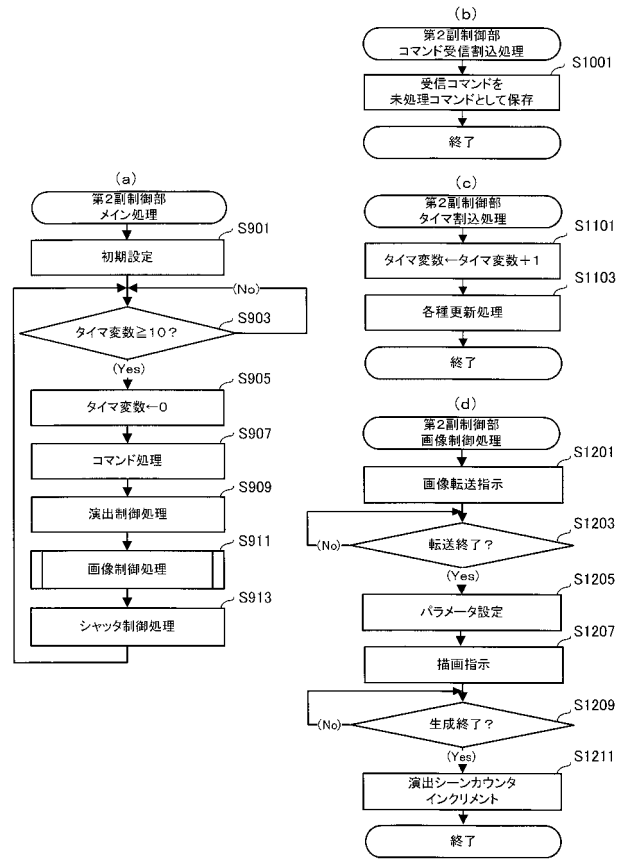 (a)
第2副制御部
メイン処理
S901
初期設定
(No)
S903
タイマ変数≧10?
(Yes)
S905
タイマ変数←0
S907
コマンド処理
S909
演出制御処理
S911
画像制御処理
S913
シャッタ制御処理
(b)
第2副制御部
コマンド受信割込処理
S1001
受信コマンドを
未処理コマンドとして保存
終了
(c)
第2副制御部
タイマ割込処理
S1101
タイマ変数←タイマ変数+1
S1103
各種更新処理
終了
(d)
第2副制御部
画像制御処理
S1201
画像転送指示
S1203
転送終了?
(No)
(Yes)
S1205
パラメータ設定
S1207
描画指示
S1209
生成終了?
(No)
(Yes)
S1211
演出シーンカウンタ
インクリメント
終了